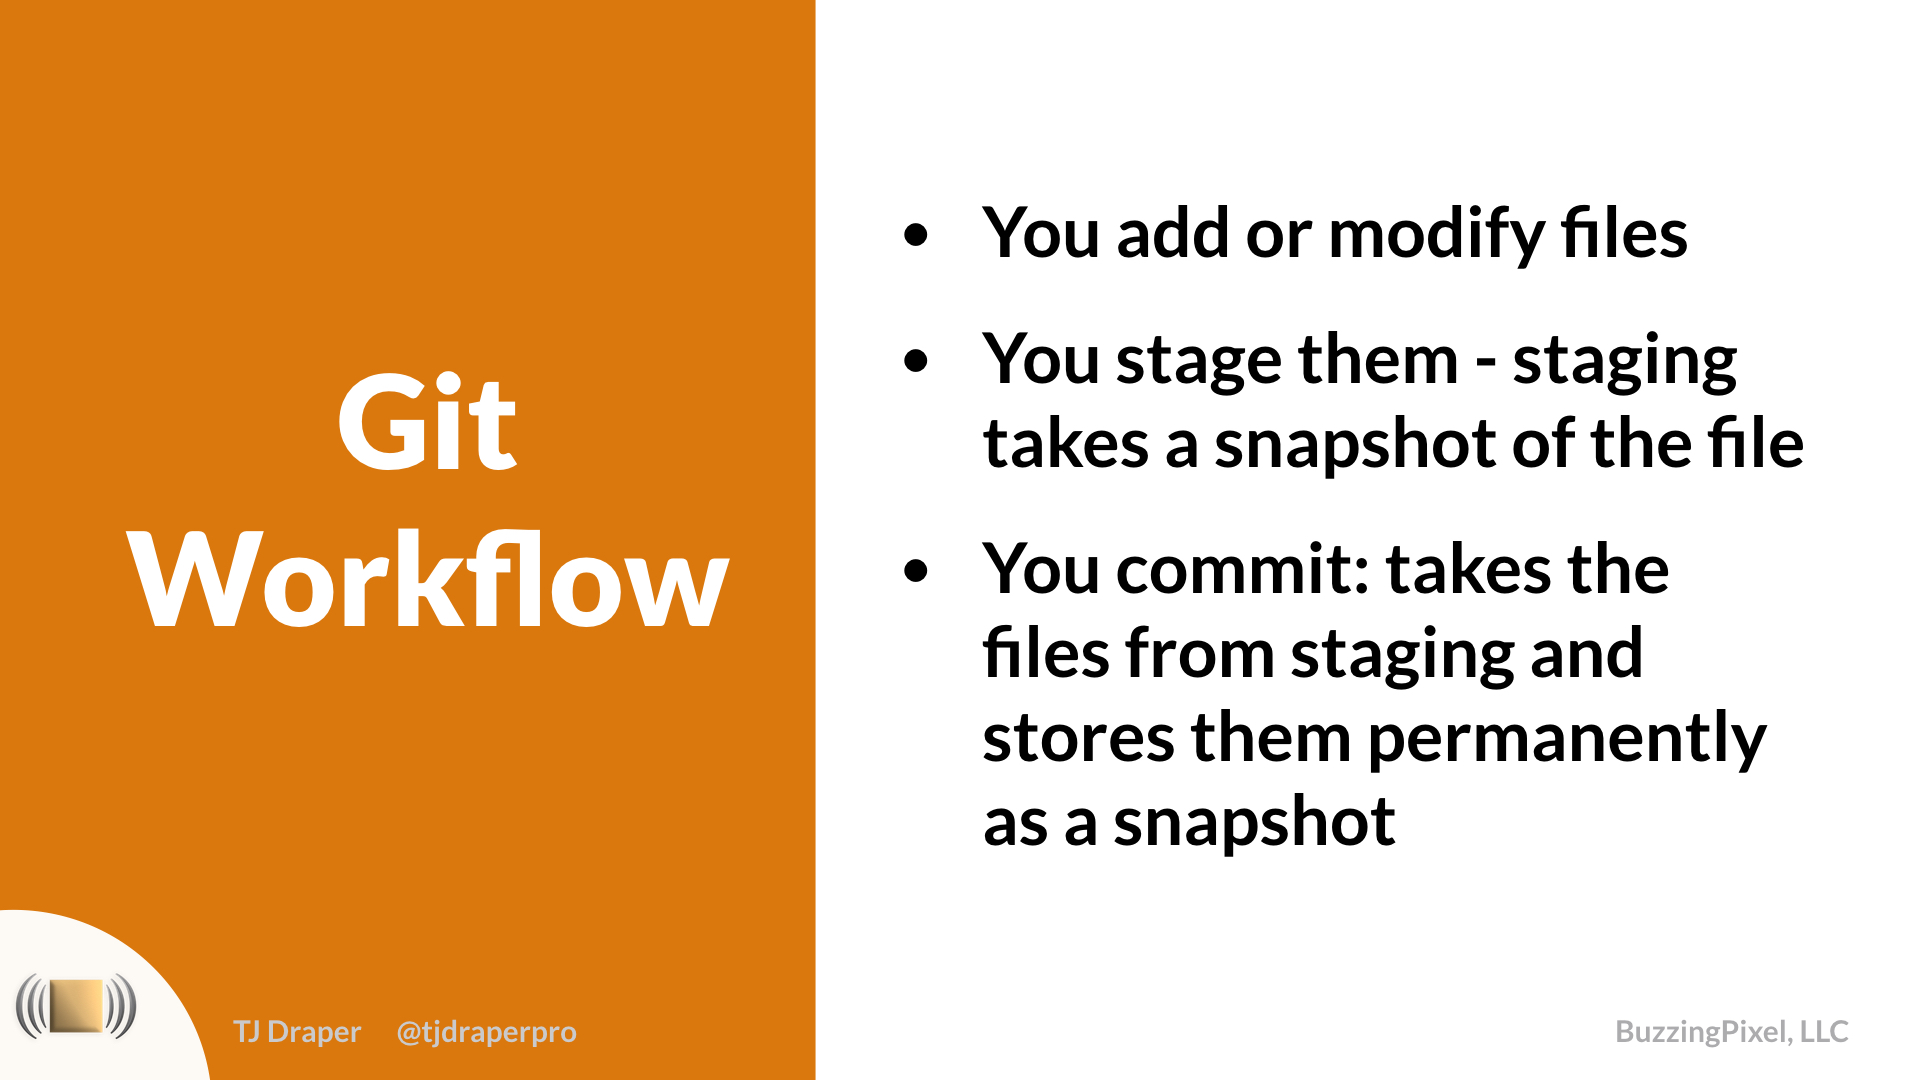 Git
Workflow
• You add or modify files
• You stage them - staging
takes a snapshot of the file
• You commit: takes the
files from staging and
stores them permanently
as a snapshot
TJ Draper @tjdraperpro
BuzzingPixel, LLC